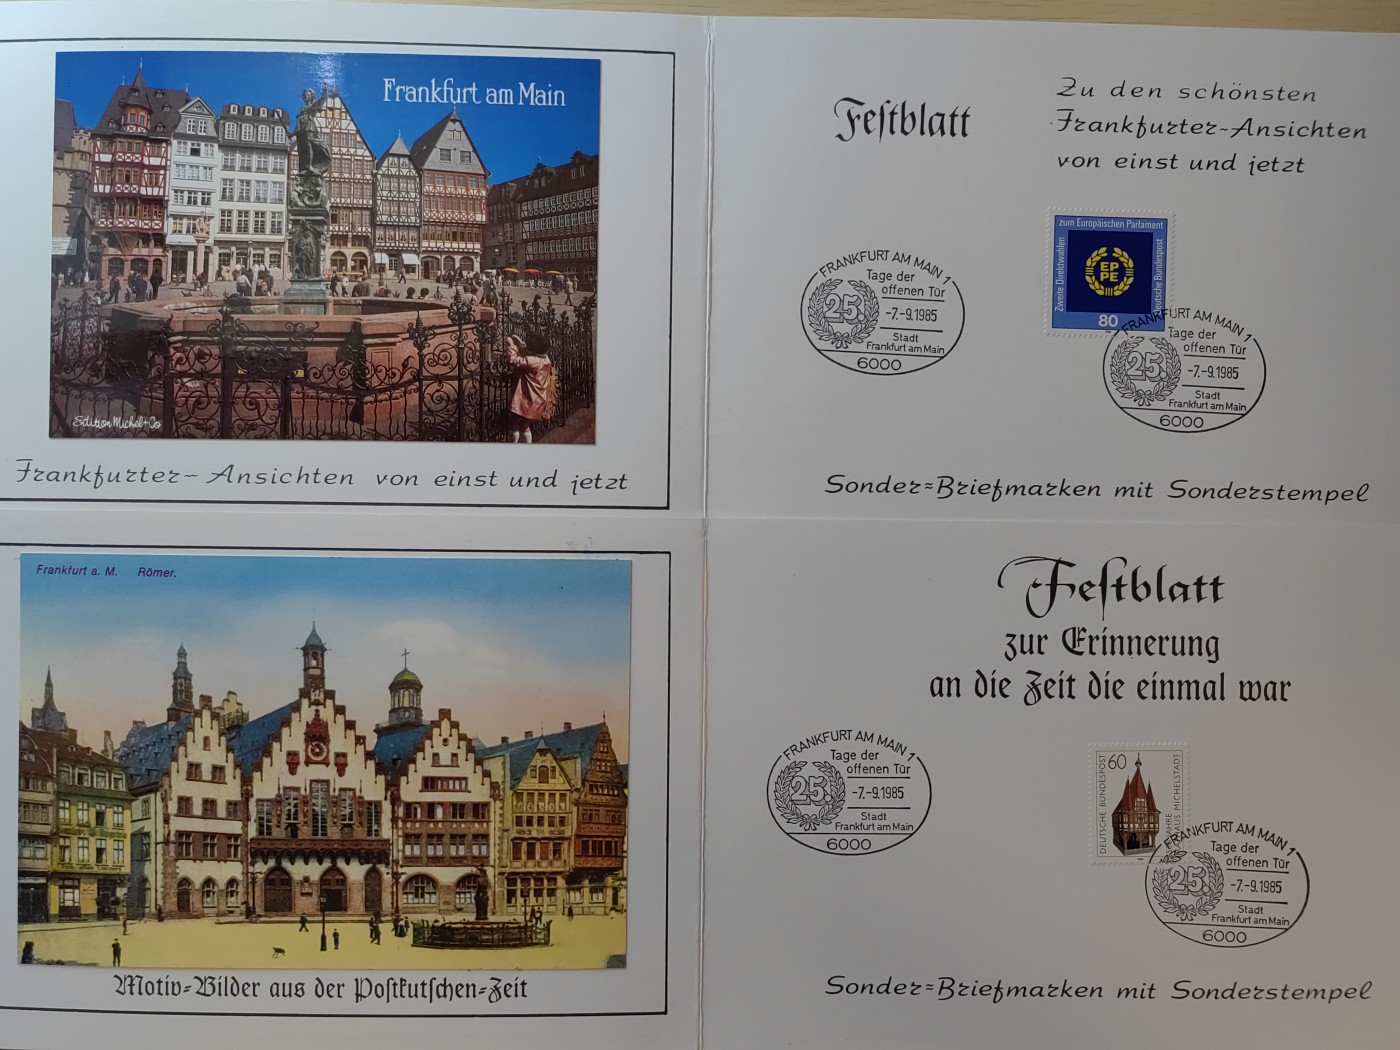 Frankfurt am Main
Edition Michel+Co
Frankfurter-Ansichten von einst und jetzt
Festblatt
Zu den schönsten
Frankfurter-Ansichten
von einst und jetzt
zum Europäischen Parlament
Zweite Direktwahlen
Deutsche Bundespost
EP
PE
80
FRANKFURT AM MAIN 1
Tage der
offenen Tür
25.
-7.-9.1985
Stadt
Frankfurt am Main
6000
FRANKFURT AM MAIN 1
Tage der
offenen Tür
25.
-7.-9.1985
Stadt
Frankfurt am Main
6000
Sonder=Briefmarken mit Sonderstempel
Frankfurt a. M. Römer.
Motiv=Bilder aus der Postkutschen=Zeit
Festblatt
zur Erinnerung
an die Zeit die einmal war
FRANKFURT AM MAIN 1
Tage der
offenen Tür
25.
-7.-9.1985
Stadt
Frankfurt am Main
6000
60
DEUTSCHE BUNDESPOST
JAHRE
HAUS MICHELSTADT
FRANKFURT AM MAIN 1
Tage der
offenen Tür
25.
-7.-9.1985
Stadt
Frankfurt am Main
6000
Sonder=Briefmarken mit Sonderstempel